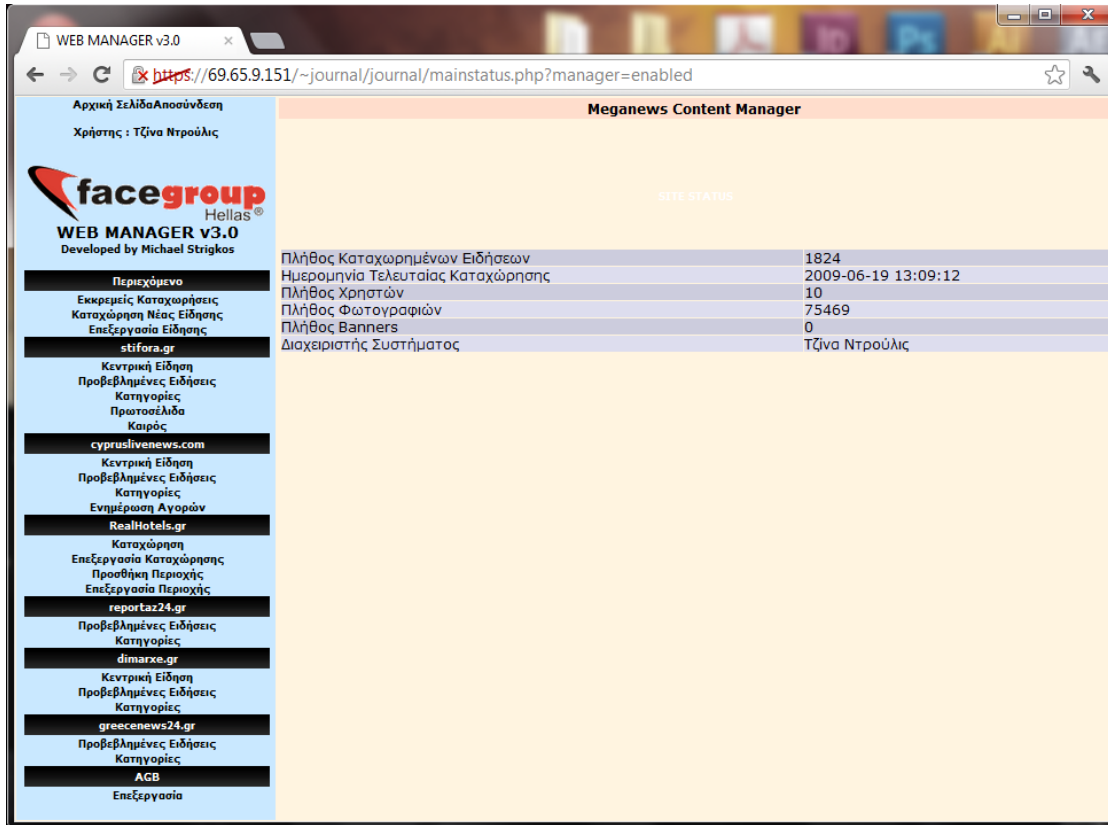 WEB MANAGER v3.0
https://69.65.9.151/~journal/journal/mainstatus.php?manager=enabled
Αρχική ΣελίδαΑποσύνδεση
Χρήστης : Τζίνα Ντρούλις
facegroup
Hellas®
WEB MANAGER v3.0
Developed by Michael Strigkos
Περιεχόμενο
Εκκρεμείς Καταχωρήσεις
Καταχώρηση Νέας Είδησης
Επεξεργασία Είδησης
stifora.gr
Κεντρική Είδηση
Προβεβλημένες Ειδήσεις
Κατηγορίες
Πρωτοσέλιδα
Καιρός
cypruslivenews.com
Κεντρική Είδηση
Προβεβλημένες Ειδήσεις
Κατηγορίες
Ενημέρωση Αγορών
RealHotels.gr
Καταχώρηση
Επεξεργασία Καταχώρησης
Προσθήκη Περιοχής
Επεξεργασία Περιοχής
reportaz24.gr
Προβεβλημένες Ειδήσεις
Κατηγορίες
dimarxe.gr
Κεντρική Είδηση
Προβεβλημένες Ειδήσεις
Κατηγορίες
greecenews24.gr
Προβεβλημένες Ειδήσεις
Κατηγορίες
AGB
Επεξεργασία
Meganews Content Manager
SITE STATUS
Πλήθος Καταχωρημένων Ειδήσεων 1824
Ημερομηνία Τελευταίας Καταχώρησης 2009-06-19 13:09:12
Πλήθος Χρηστών 10
Πλήθος Φωτογραφιών 75469
Πλήθος Banners 0
Διαχειριστής Συστήματος Τζίνα Ντρούλις